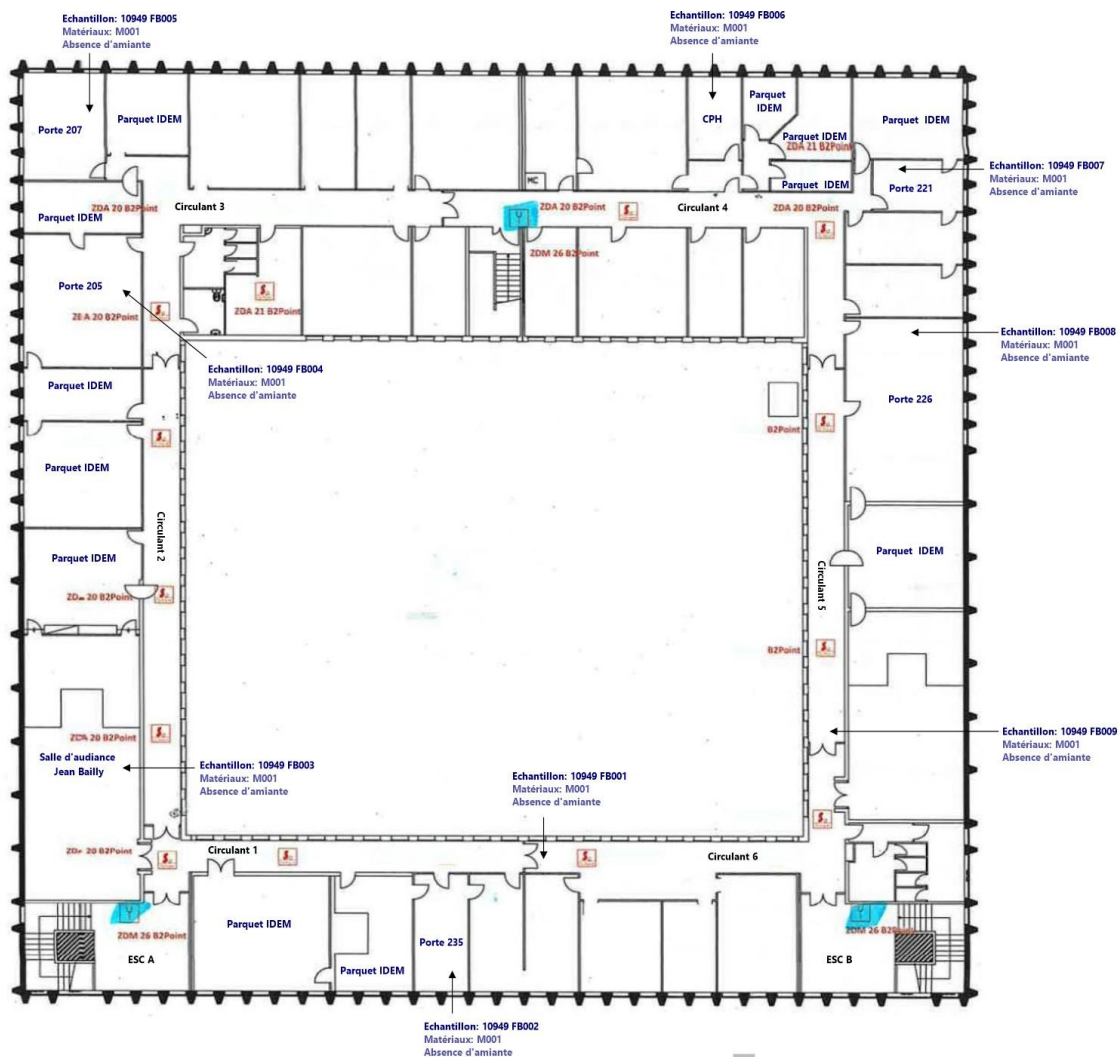 Echantillon: 10949 FB005
Matériaux: M001
Absence d'amiante
Echantillon: 10949 FB006
Matériaux: M001
Absence d'amiante
Porte 207
Parquet IDEM
CPH
Parquet
IDEM
Parquet IDEM
ZDA 21 B2Point
Parquet IDEM
Echantillon: 10949 FB007
Matériaux: M001
Absence d'amiante
Porte 221
Parquet IDEM
MC
Parquet IDEM
ZDA 20 B2Point
Circulant 3
ZDA 20 B2Point
Circulant 4
ZDA 20 B2Point
ZDM 26 B2Point
Porte 205
ZDA 21 B2Point
B2Point
Echantillon: 10949 FB008
Matériaux: M001
Absence d'amiante
Echantillon: 10949 FB004
Matériaux: M001
Absence d'amiante
Parquet IDEM
Porte 226
B2Point
Parquet IDEM
Circulant 2
Parquet IDEM
Parquet IDEM
Circulant 5
20 B2Point
B2Point
20 B2Point
Salle d'audiance
Jean Bailly
Echantillon: 10949 FB003
Matériaux: M001
Absence d'amiante
Echantillon: 10949 FB001
Matériaux: M001
Absence d'amiante
Echantillon: 10949 FB009
Matériaux: M001
Absence d'amiante
20 B2Point
Circulant 1
Circulant 6
ZDM 26 B2Point
ESC A
Parquet IDEM
Parquet IDEM
Porte 235
ZDM 26 B2Point
ESC B
Echantillon: 10949 FB002
Matériaux: M001
Absence d'amiante